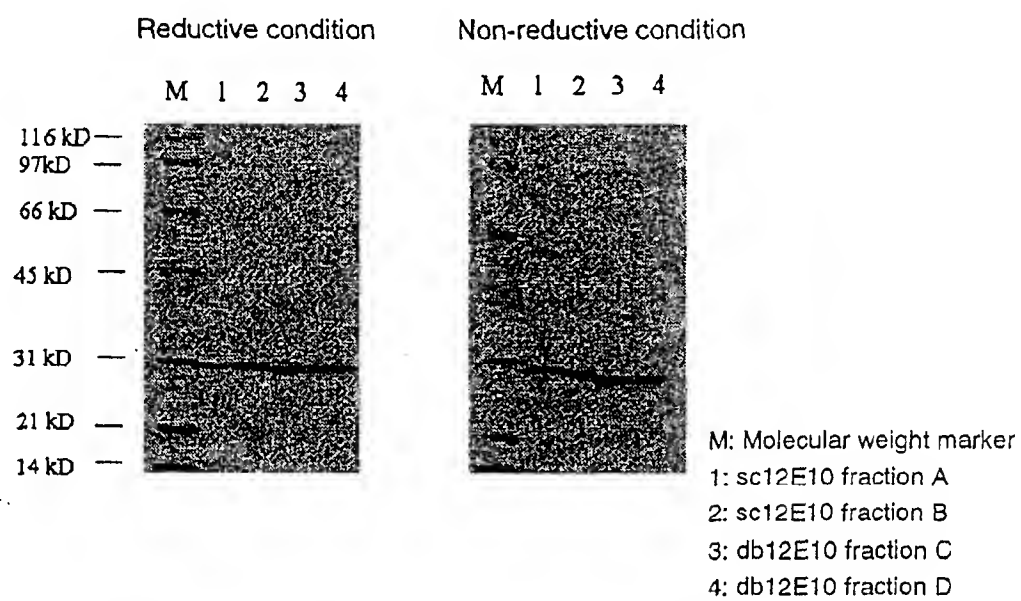 Reductive condition
Non-reductive condition
M 1 2 3 4
M 1 2 3 4
116 kD
97kD
66 kD
45 kD
31 kD
21 kD
14 kD
M: Molecular weight marker
1: sc12E10 fraction A
2: sc12E10 fraction B
3: db12E10 fraction C
4: db12E10 fraction D